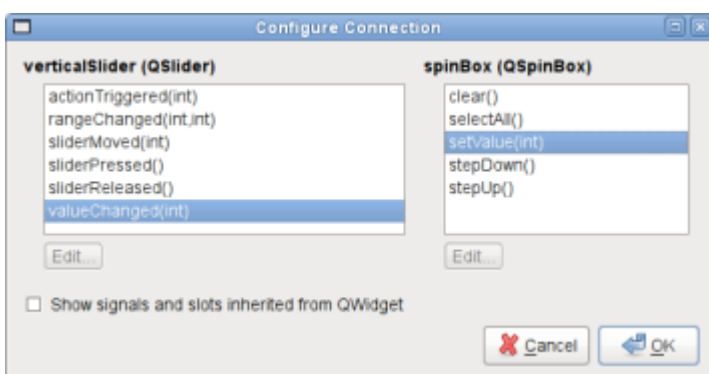 Configure Connection
verticalSlider (QSlider)
actionTriggered(int)
rangeChanged(int,int)
sliderMoved(int)
sliderPressed()
sliderReleased()
valueChanged(int)
Edit...
spinBox (QSpinBox)
clear()
selectAll()
setValue(int)
stepDown()
stepUp()
Edit...
Show signals and slots inherited from QWidget
Cancel
OK